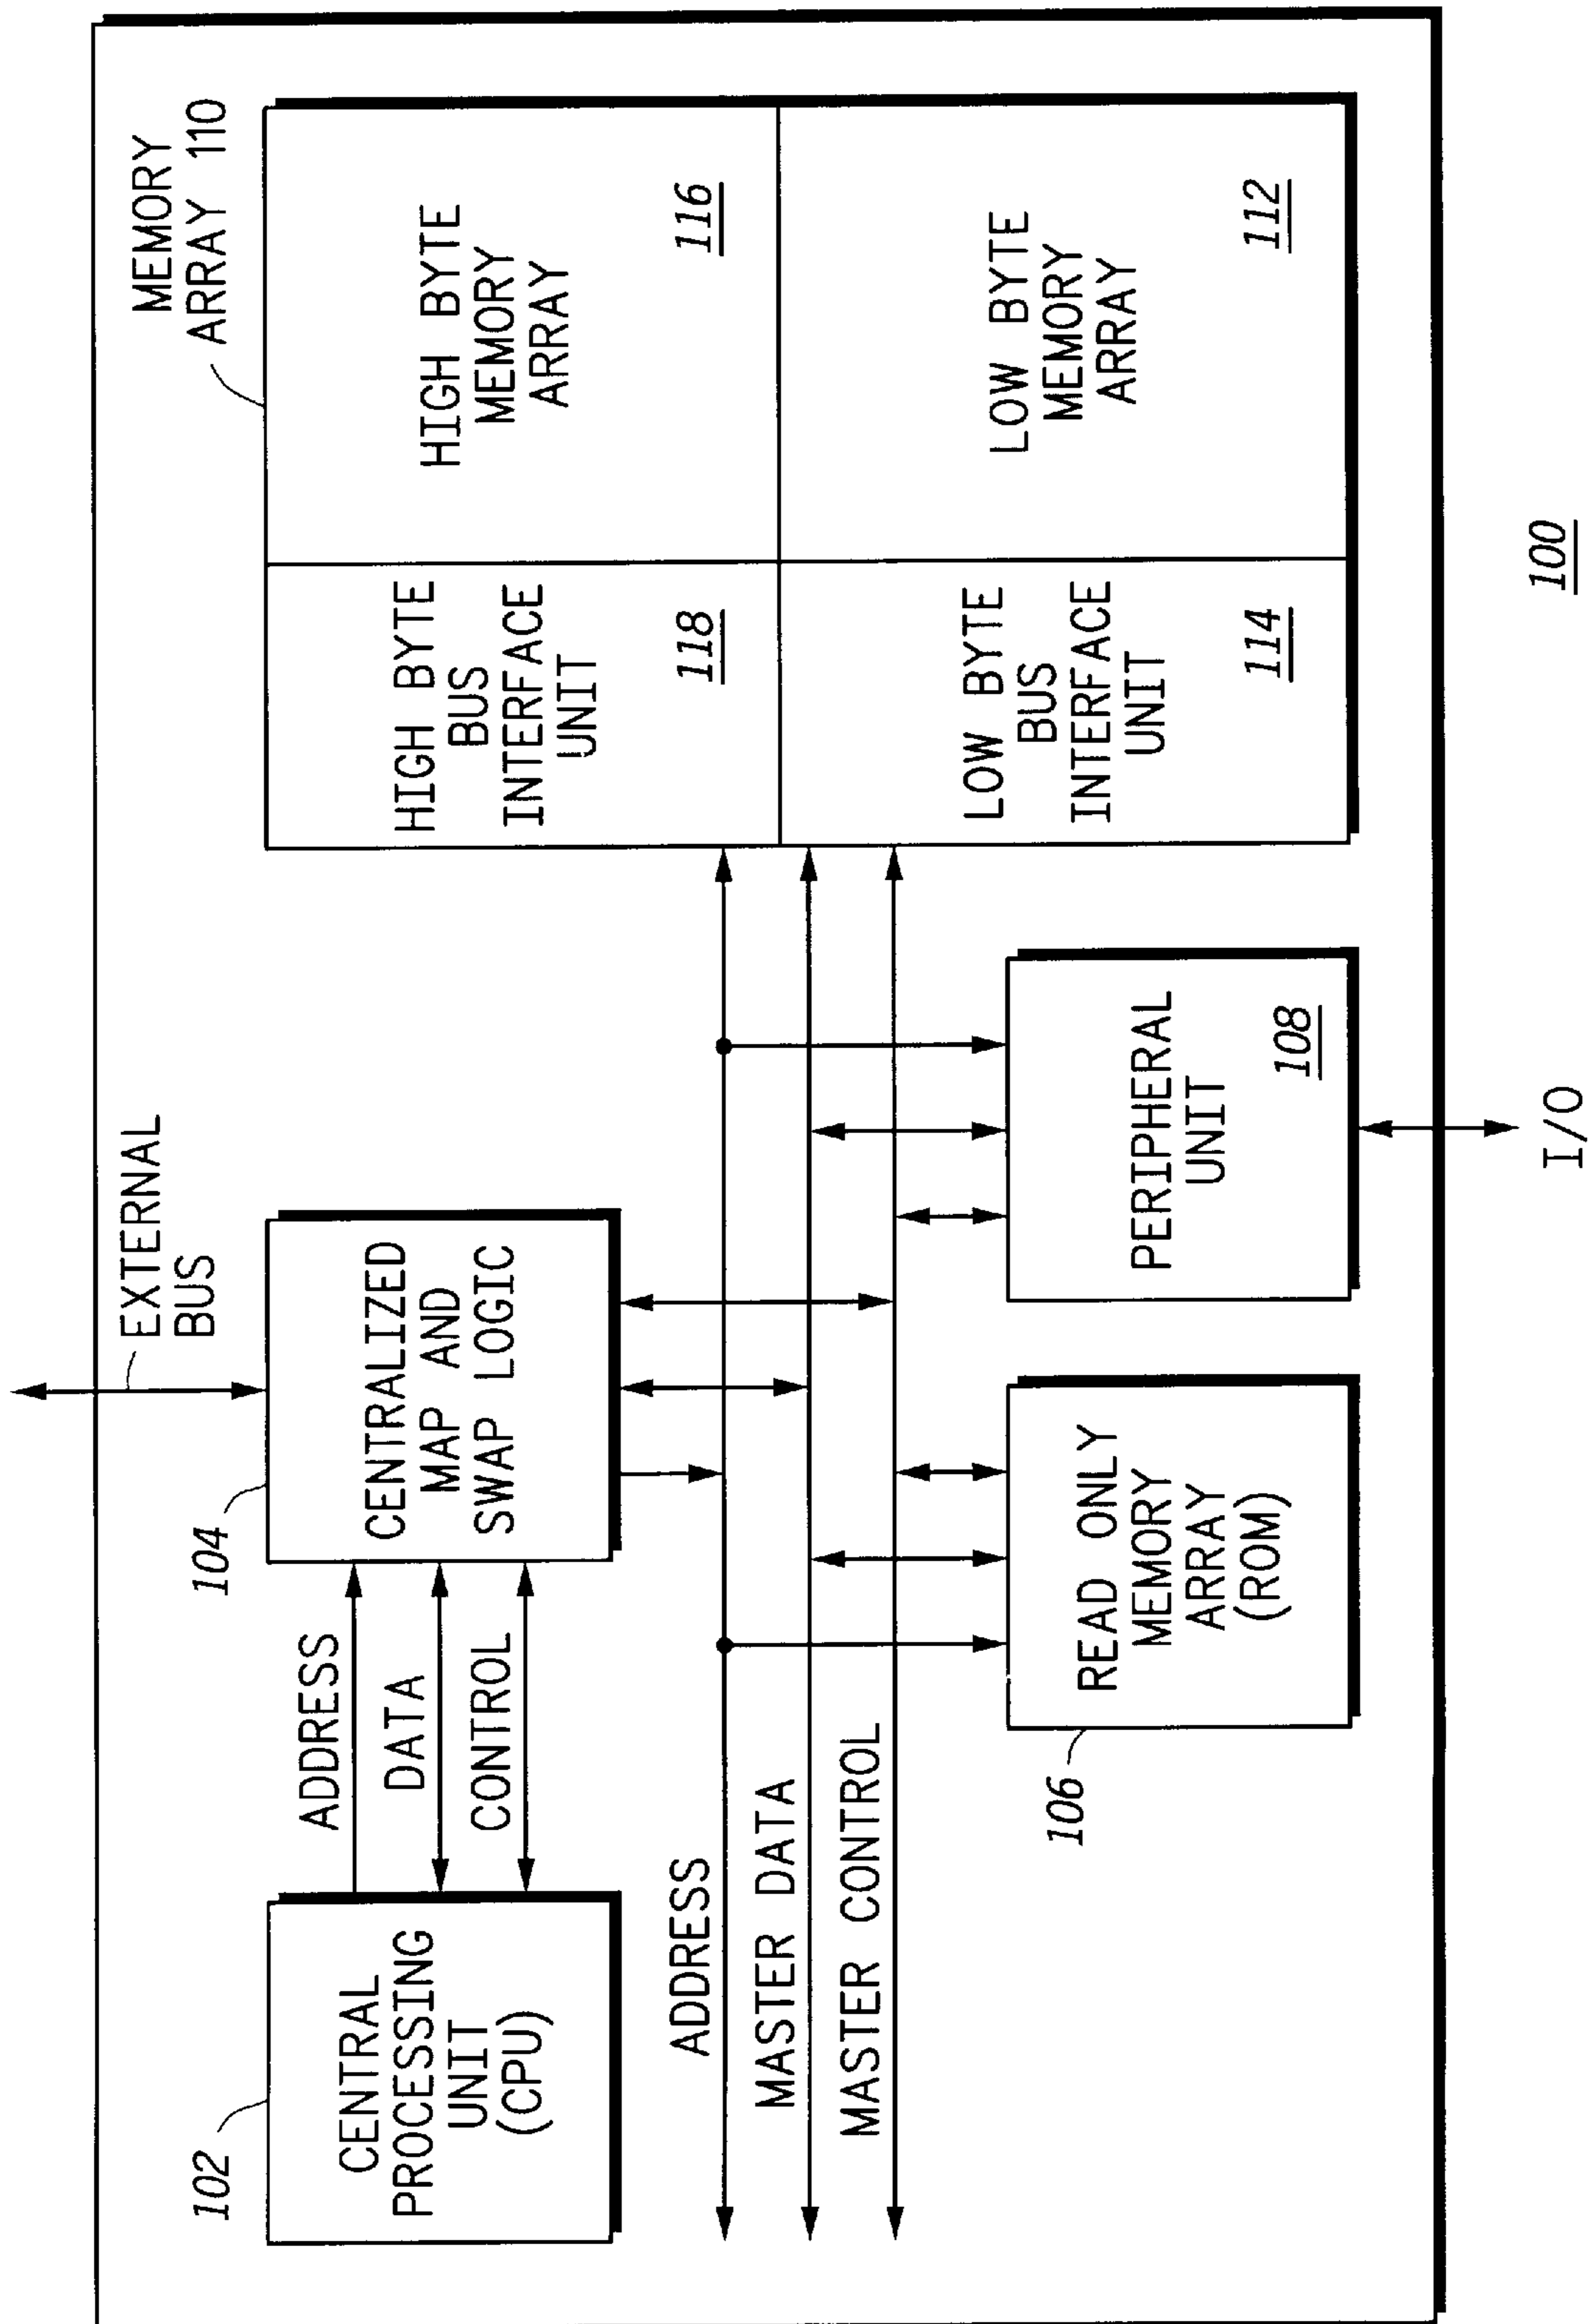 EXTERNAL
BUS
MEMORY
ARRAY 110
102
104
CENTRAL
PROCESSING
UNIT
(CPU)
ADDRESS
DATA
CONTROL
CENTRALIZED
MAP AND
SWAP LOGIC
HIGH BYTE
BUS
INTERFACE
UNIT
118
HIGH BYTE
MEMORY
ARRAY
116
ADDRESS
MASTER DATA
MASTER CONTROL
LOW BYTE
BUS
INTERFACE
UNIT
114
LOW BYTE
MEMORY
ARRAY
112
106
READ ONLY
MEMORY
ARRAY
(ROM)
PERIPHERAL
UNIT
108
I/O
100